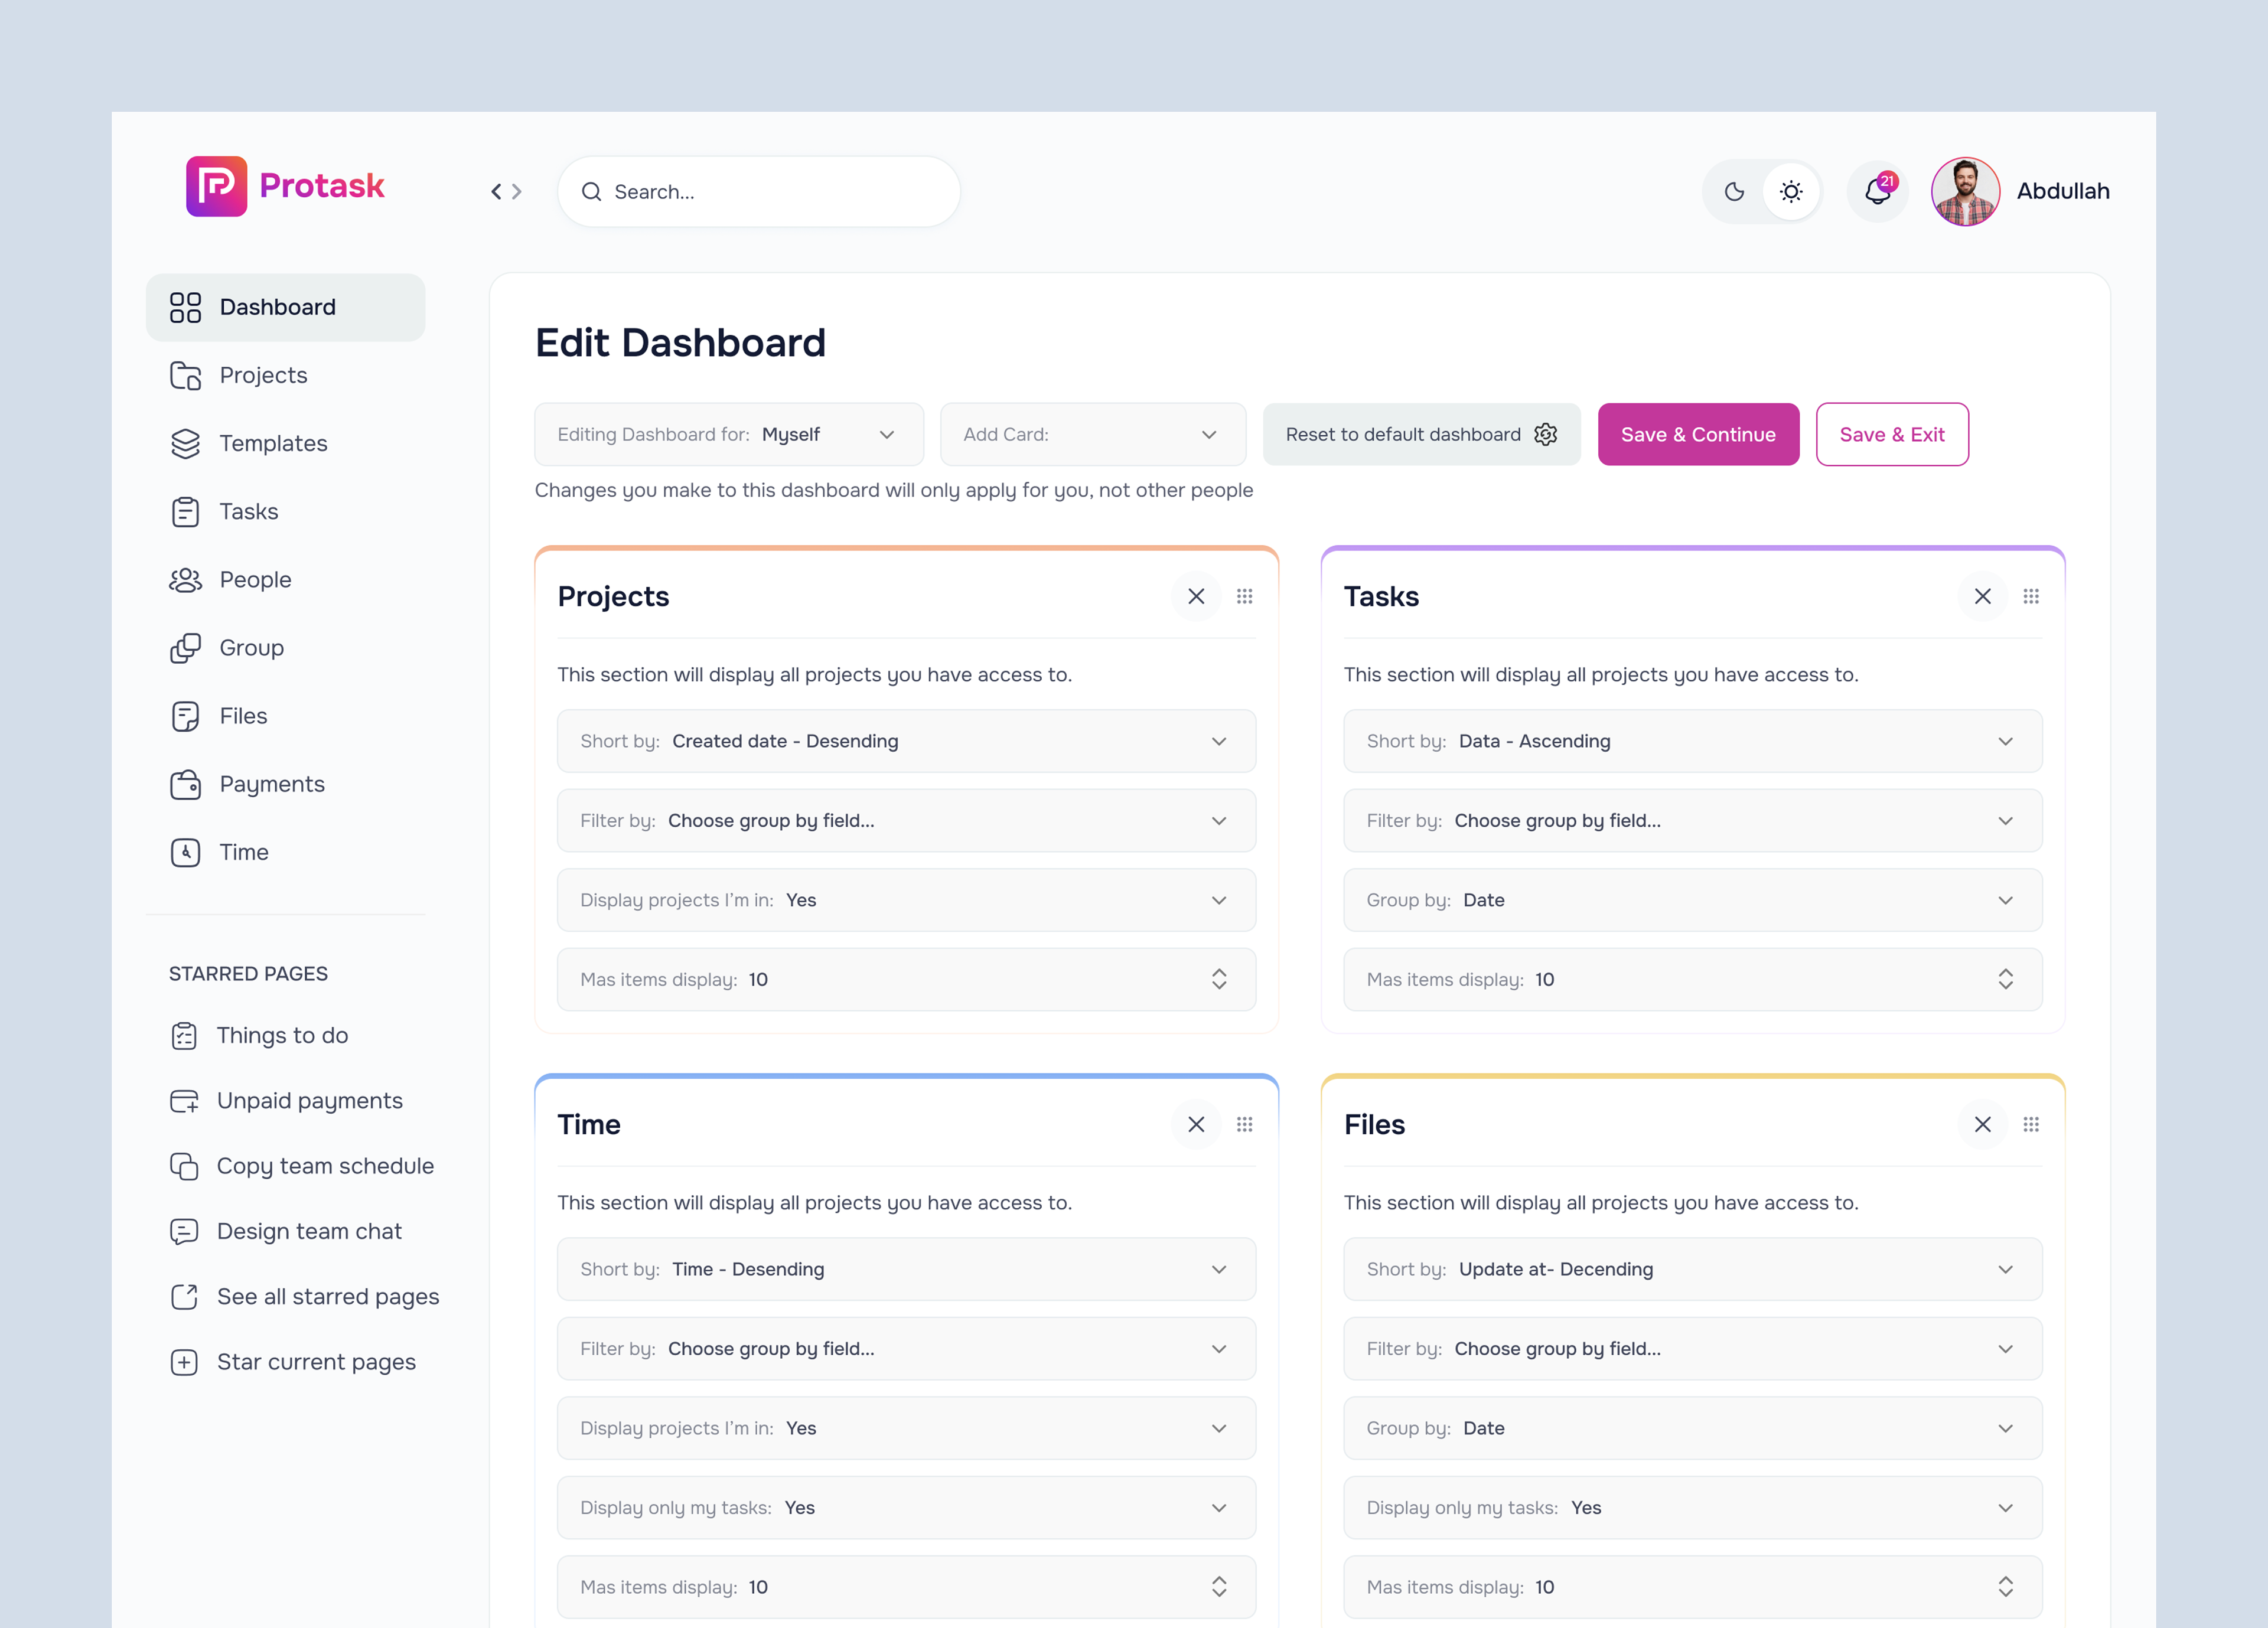 Protask
Search...
21
Abdullah
Dashboard
Projects
Templates
Tasks
People
Group
Files
Payments
Time
STARRED PAGES
Things to do
Unpaid payments
Copy team schedule
Design team chat
See all starred pages
Star current pages
Edit Dashboard
Editing Dashboard for: Myself
Add Card:
Reset to default dashboard
Save & Continue
Save & Exit
Changes you make to this dashboard will only apply for you, not other people
Projects
This section will display all projects you have access to.
Short by: Created date - Desending
Filter by: Choose group by field...
Display projects I'm in: Yes
Mas items display: 10
Tasks
This section will display all projects you have access to.
Short by: Data - Ascending
Filter by: Choose group by field...
Group by: Date
Mas items display: 10
Time
This section will display all projects you have access to.
Short by: Time - Desending
Filter by: Choose group by field...
Display projects I'm in: Yes
Display only my tasks: Yes
Mas items display: 10
Files
This section will display all projects you have access to.
Short by: Update at- Decending
Filter by: Choose group by field...
Group by: Date
Display only my tasks: Yes
Mas items display: 10